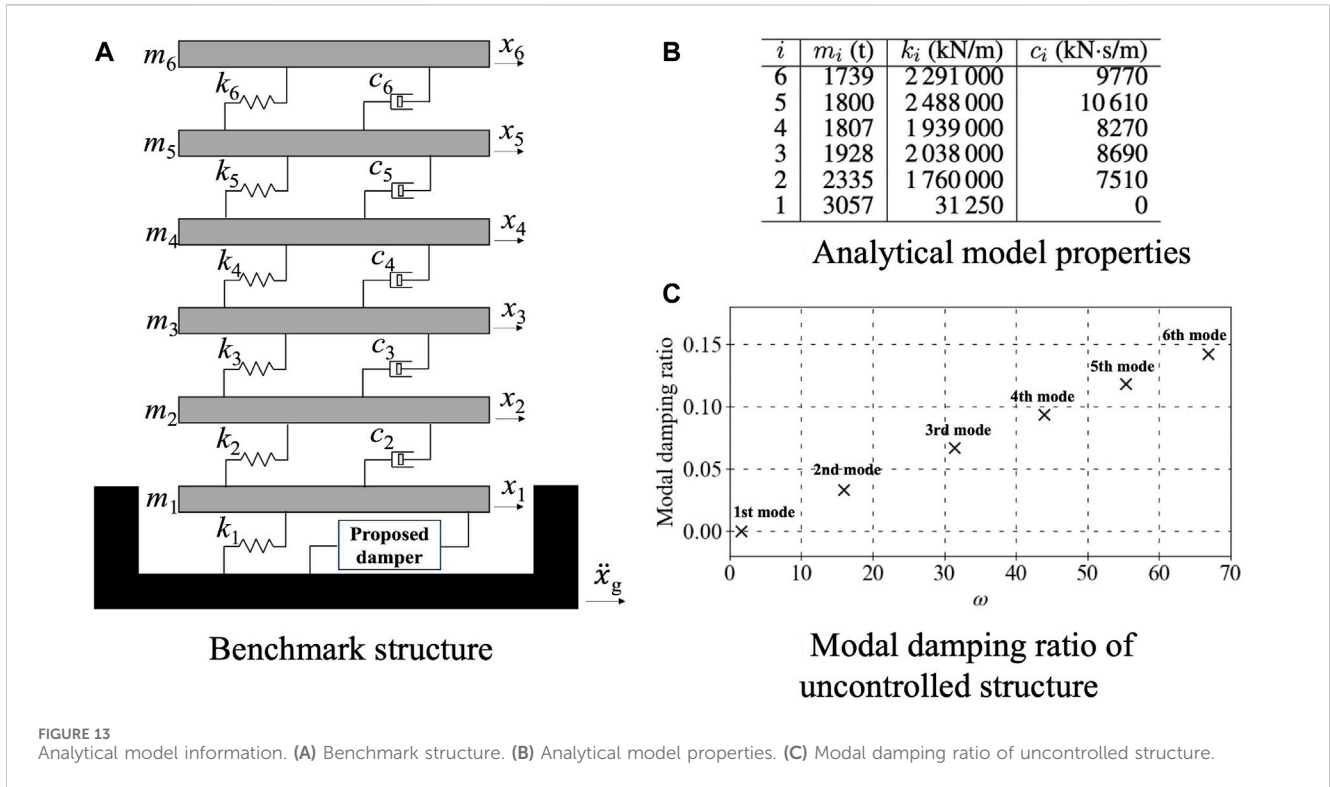 A
m6
x6
k6
c6
m5
x5
k5
c5
m4
x4
k4
c4
m3
x3
k3
c3
m2
x2
k2
c2
m1
x1
k1
Proposed
damper
ẍg
Benchmark structure
B
i mi (t) ki (kN/m) ci (kN·s/m)
6 1739 2 291 000 9770
5 1800 2 488 000 10 610
4 1807 1 939 000 8270
3 1928 2 038 000 8690
2 2335 1 760 000 7510
1 3057 31 250 0
Analytical model properties
C
Modal damping ratio
0.15
0.10
0.05
0.00
6th mode
5th mode
4th mode
3rd mode
2nd mode
1st mode
0 10 20 30 40 50 60 70
ω
Modal damping ratio of
uncontrolled structure
FIGURE 13
Analytical model information. (A) Benchmark structure. (B) Analytical model properties. (C) Modal damping ratio of uncontrolled structure.